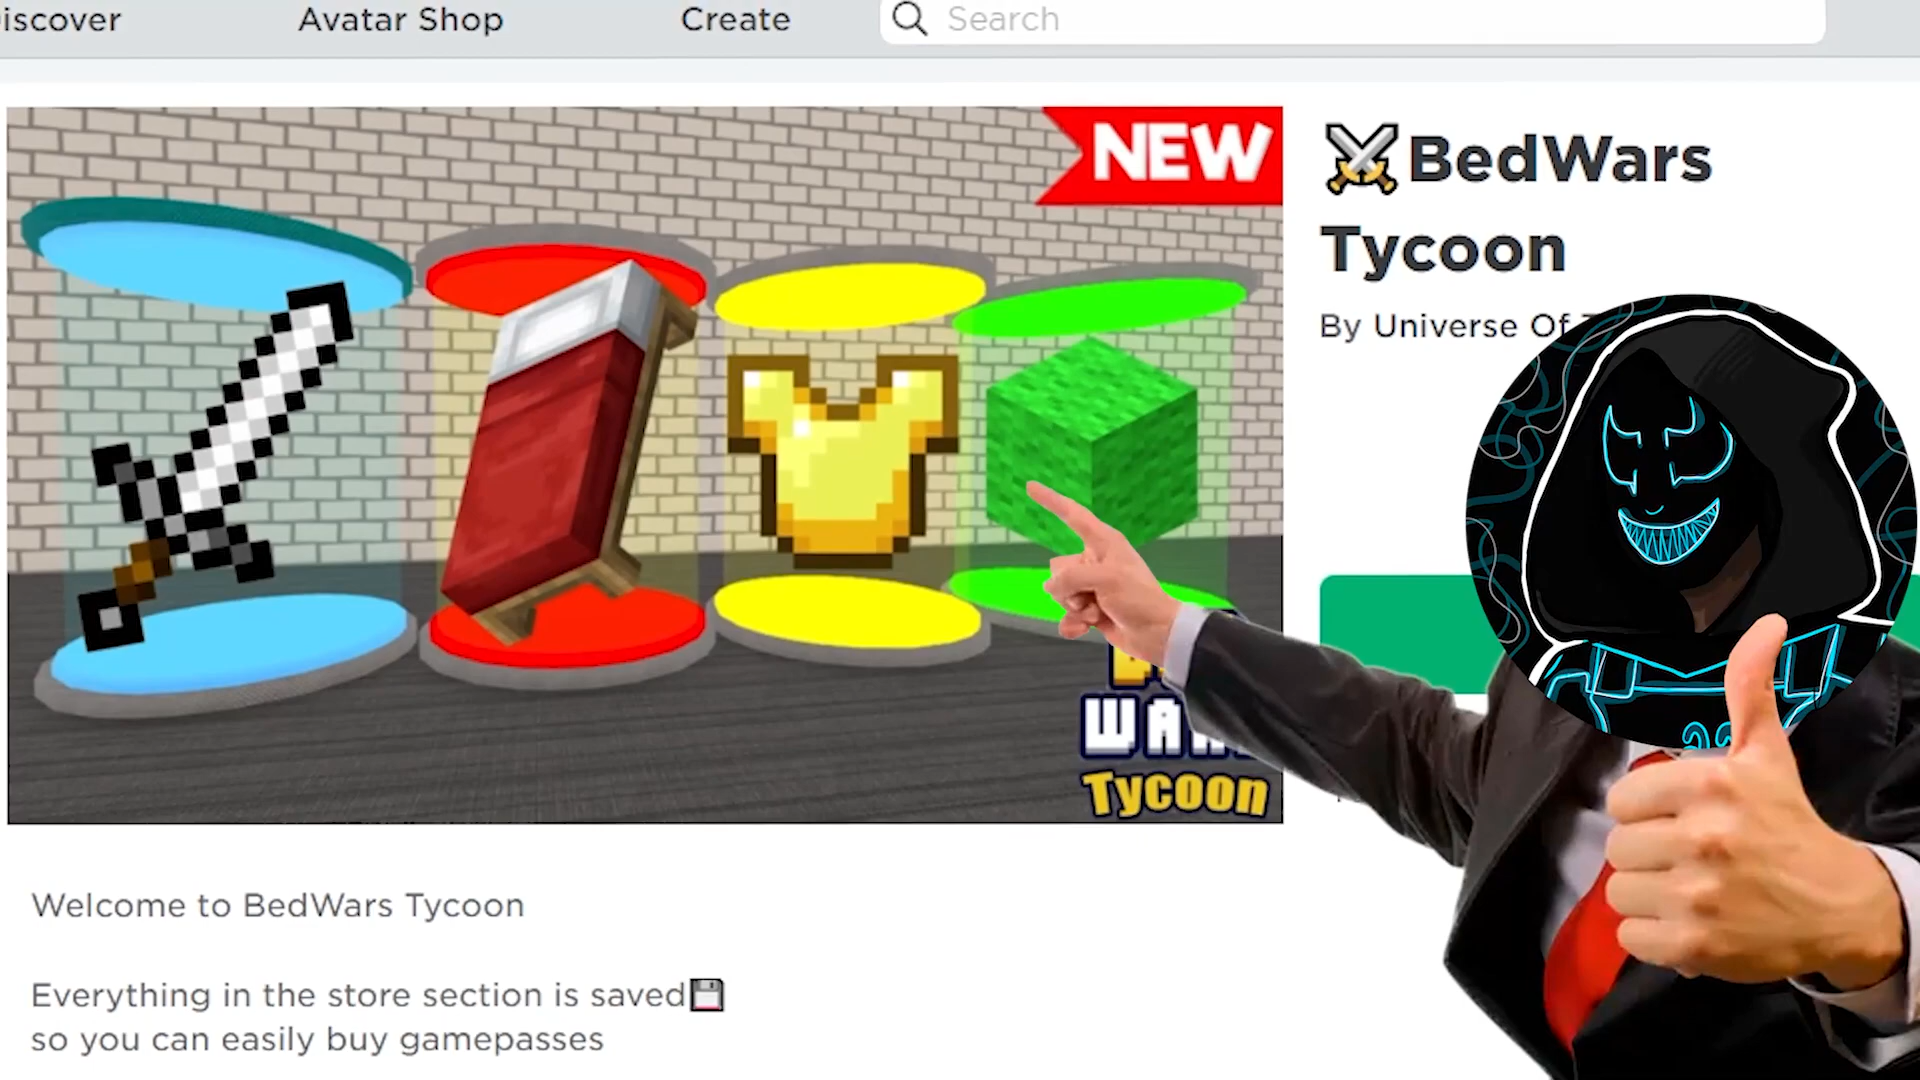 Discover Avatar Shop Create Search
NEW
BedWars
Tycoon
By Universe Of
Tycoon
Welcome to BedWars Tycoon
Everything in the store section is saved
so you can easily buy gamepasses